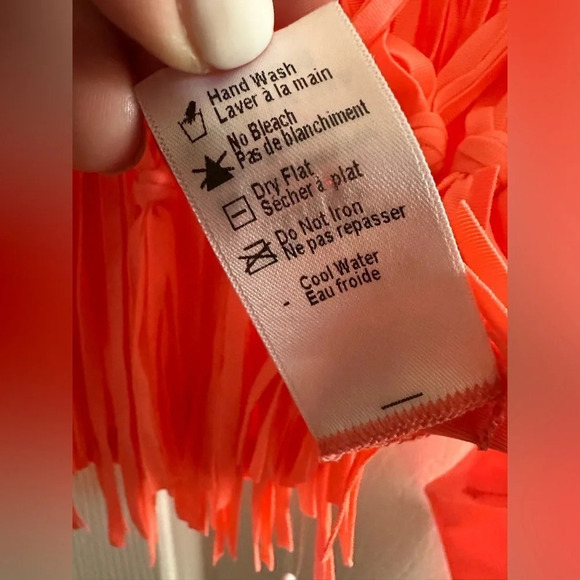 Hand Wash
Laver à la main
No Bleach
Pas de blanchiment
Dry Flat
Sécher à plat
Do Not Iron
Ne pas repasser
- Cool Water
Eau froide